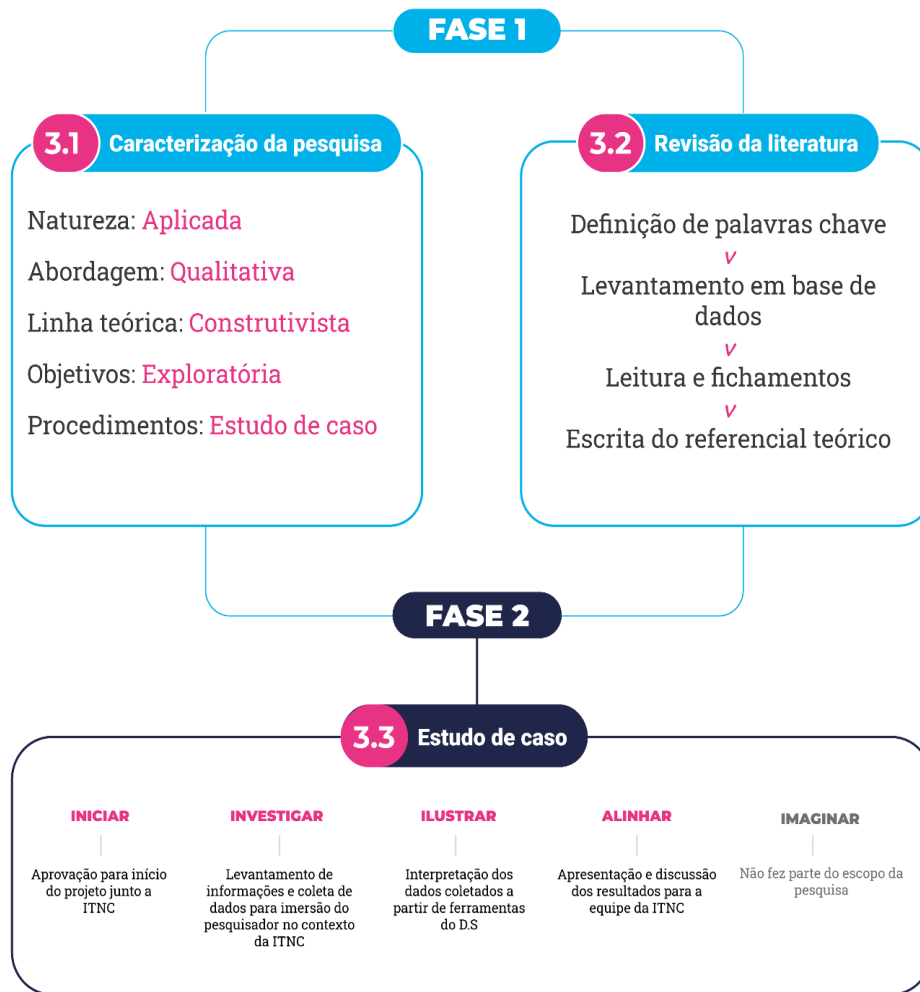 FASE 1
3.1 Caracterização da pesquisa
Natureza: Aplicada
Abordagem: Qualitativa
Linha teórica: Construtivista
Objetivos: Exploratória
Procedimentos: Estudo de caso
3.2 Revisão da literatura
Definição de palavras chave
v
Levantamento em base de
dados
v
Leitura e fichamentos
v
Escrita do referencial teórico
FASE 2
3.3 Estudo de caso
INICIAR
Aprovação para início
do projeto junto a
ITNC
INVESTIGAR
Levantamento de
informações e coleta de
dados para imersão do
pesquisador no contexto
da ITNC
ILUSTRAR
Interpretação dos
dados coletados a
partir de ferramentas
do D.S
ALINHAR
Apresentação e discussão
dos resultados para a
equipe da ITNC
IMAGINAR
Não fez parte do escopo da
pesquisa